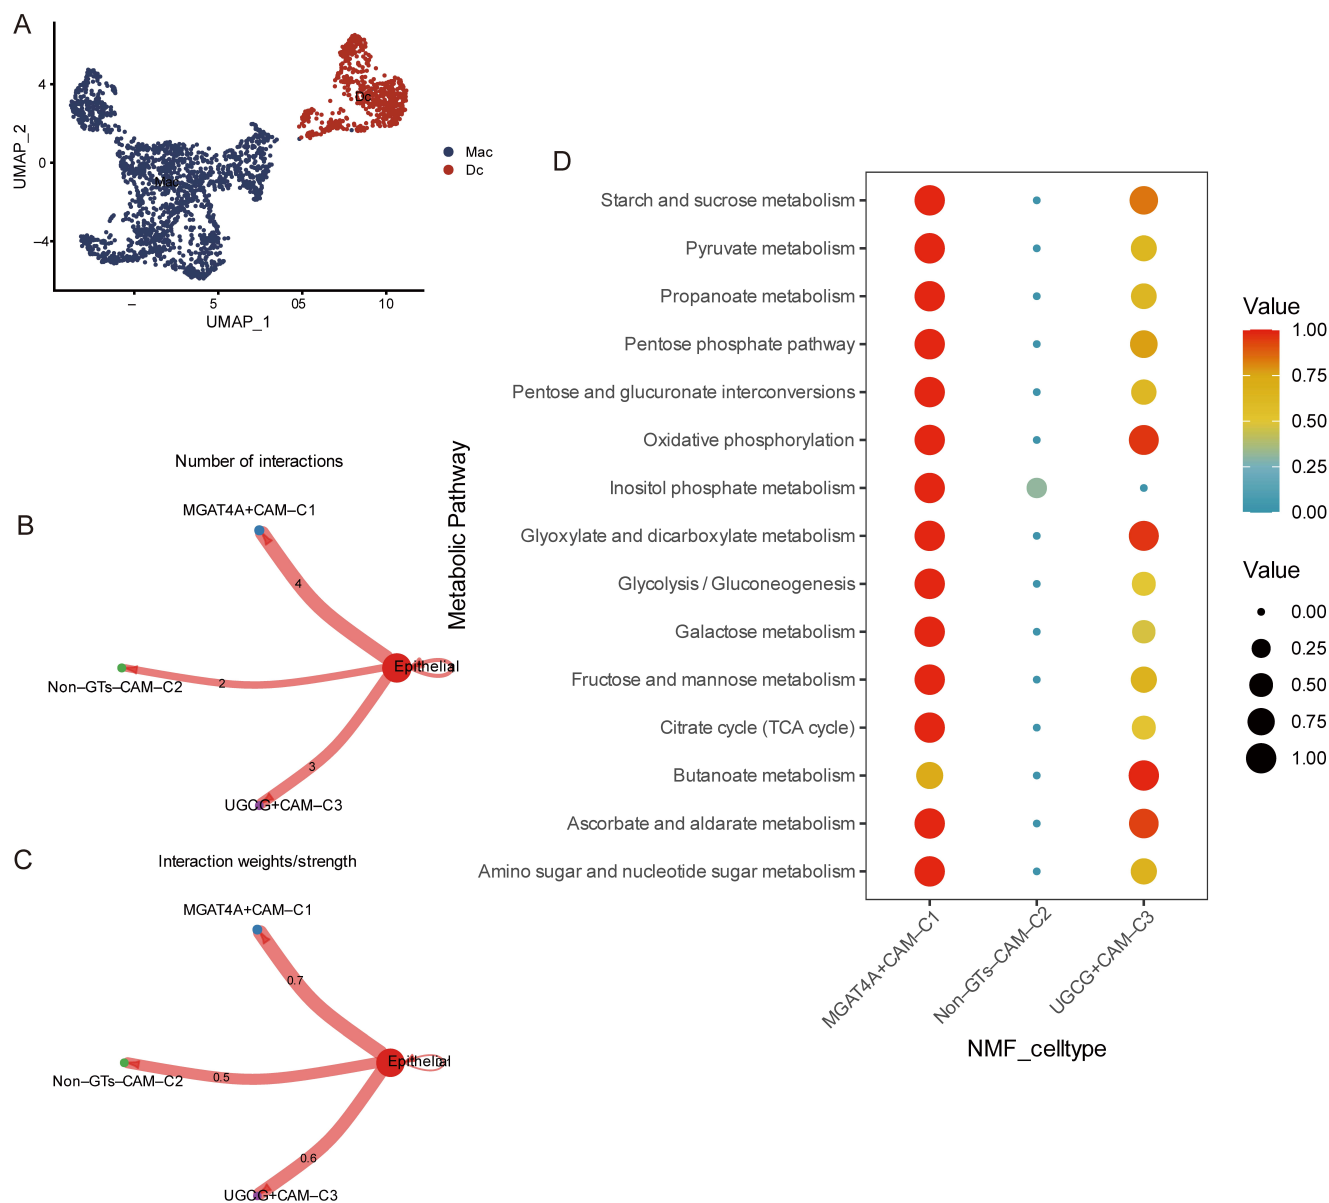 A
UMAP_2
4
0
–4
Mac
Dc
–
5
05
10
UMAP_1
Mac
Dc
B
Number of interactions
MGAT4A+CAM–C1
4
Epithelial
2
Non–GTs–CAM–C2
3
UGCG+CAM–C3
C
Interaction weights/strength
MGAT4A+CAM–C1
0.7
Epithelial
0.5
Non–GTs–CAM–C2
0.6
UGCG+CAM–C3
D
Metabolic Pathway
Starch and sucrose metabolism
Pyruvate metabolism
Propanoate metabolism
Pentose phosphate pathway
Pentose and glucuronate interconversions
Oxidative phosphorylation
Inositol phosphate metabolism
Glyoxylate and dicarboxylate metabolism
Glycolysis / Gluconeogenesis
Galactose metabolism
Fructose and mannose metabolism
Citrate cycle (TCA cycle)
Butanoate metabolism
Ascorbate and aldarate metabolism
Amino sugar and nucleotide sugar metabolism
MGAT4A+CAM–C1
Non–GTs–CAM–C2
UGCG+CAM–C3
NMF_celltype
Value
1.00
0.75
0.50
0.25
0.00
Value
0.00
0.25
0.50
0.75
1.00